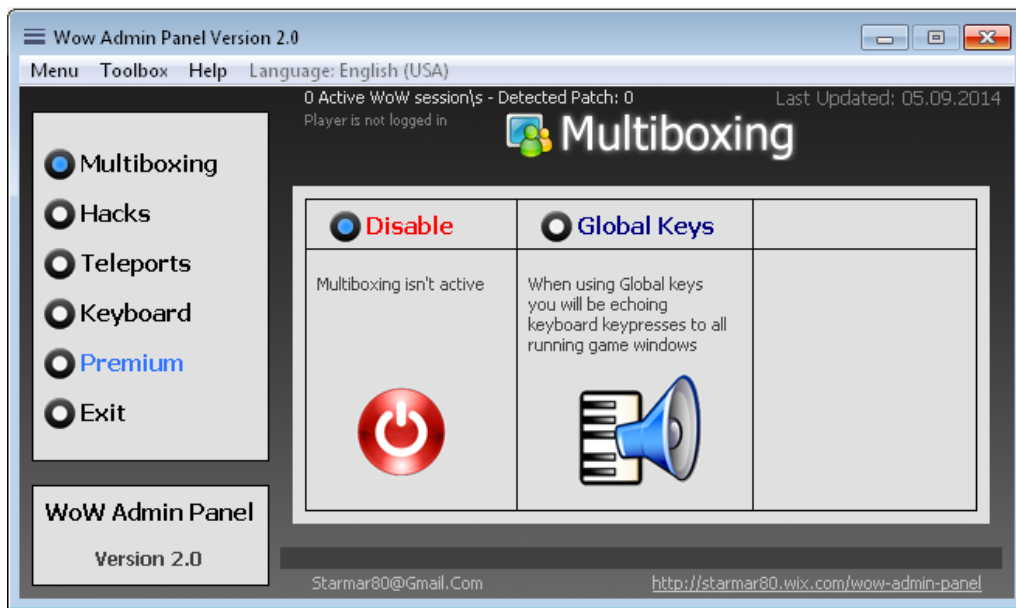 Wow Admin Panel Version 2.0
Menu Toolbox Help Language: English (USA)
0 Active WoW session\s - Detected Patch: 0
Last Updated: 05.09.2014
Player is not logged in
Multiboxing
Multiboxing
Hacks
Teleports
Keyboard
Premium
Exit
Disable
Global Keys
Multiboxing isn't active
When using Global keys
you will be echoing
keyboard keypresses to all
running game windows
WoW Admin Panel
Version 2.0
Starmar80@Gmail.Com
http://starmar80.wix.com/wow-admin-panel